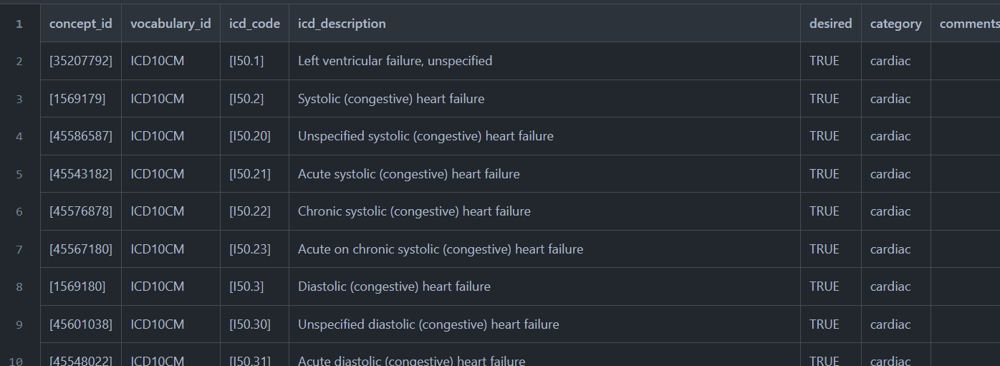 1 concept_id vocabulary_id icd_code icd_description desired category comments
2 [35207792] ICD10CM [I50.1] Left ventricular failure, unspecified TRUE cardiac
3 [1569179] ICD10CM [I50.2] Systolic (congestive) heart failure TRUE cardiac
4 [45586587] ICD10CM [I50.20] Unspecified systolic (congestive) heart failure TRUE cardiac
5 [45543182] ICD10CM [I50.21] Acute systolic (congestive) heart failure TRUE cardiac
6 [45576878] ICD10CM [I50.22] Chronic systolic (congestive) heart failure TRUE cardiac
7 [45567180] ICD10CM [I50.23] Acute on chronic systolic (congestive) heart failure TRUE cardiac
8 [1569180] ICD10CM [I50.3] Diastolic (congestive) heart failure TRUE cardiac
9 [45601038] ICD10CM [I50.30] Unspecified diastolic (congestive) heart failure TRUE cardiac
10 [45548022] ICD10CM [I50.31] Acute diastolic (congestive) heart failure TRUE cardiac